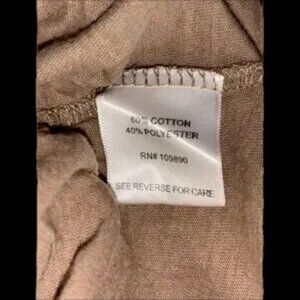 60% COTTON
40% POLYESTER
RN# 109890
SEE REVERSE FOR CARE